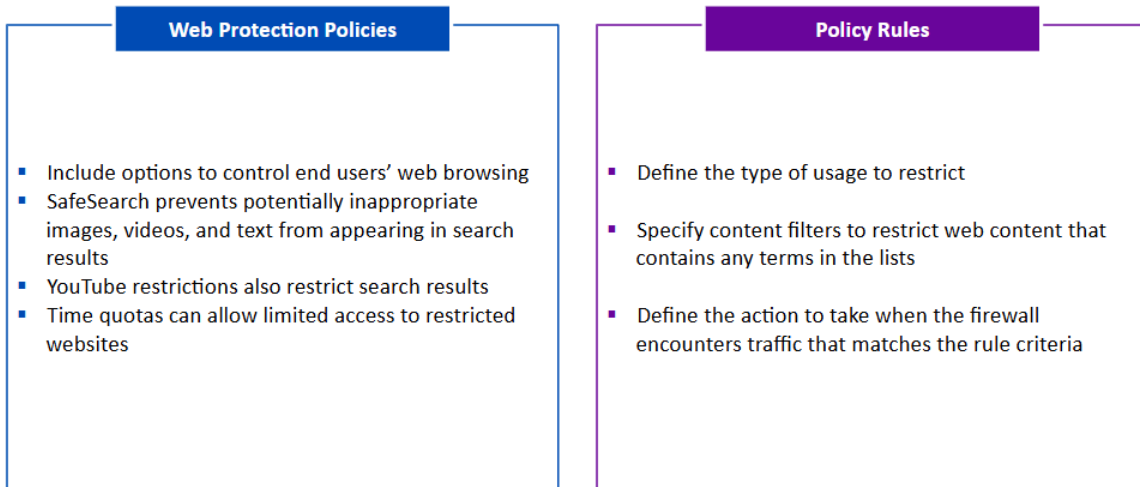 Web Protection Policies
▪ Include options to control end users’ web browsing
▪ SafeSearch prevents potentially inappropriate
images, videos, and text from appearing in search
results
▪ YouTube restrictions also restrict search results
▪ Time quotas can allow limited access to restricted
websites
Policy Rules
▪ Define the type of usage to restrict
▪ Specify content filters to restrict web content that
contains any terms in the lists
▪ Define the action to take when the firewall
encounters traffic that matches the rule criteria